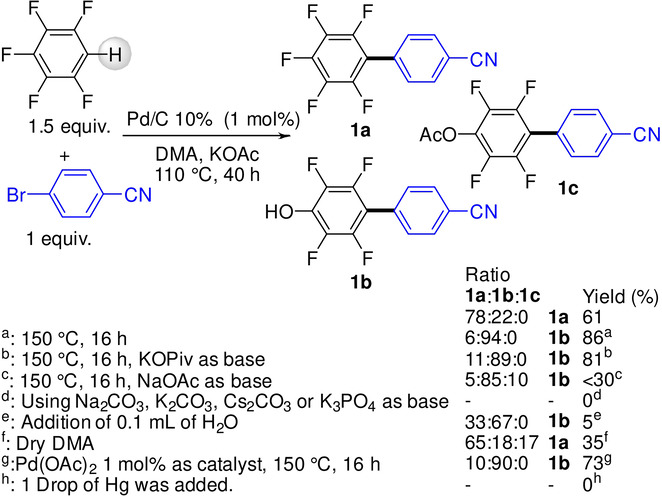 F F F F F H
1.5 equiv.
+
Br CN
1 equiv.
Pd/C 10% (1 mol%)
DMA, KOAc
110 °C, 40 h
F F F F F CN
1a
AcO F F F F CN
1c
HO F F F F CN
1b
Ratio
1a:1b:1c Yield (%)
78:22:0 1a 61
a: 150 °C, 16 h 6:94:0 1b 86a
b: 150 °C, 16 h, KOPiv as base 11:89:0 1b 81b
c: 150 °C, 16 h, NaOAc as base 5:85:10 1b <30c
d: Using Na2CO3, K2CO3, Cs2CO3 or K3PO4 as base - - 0d
e: Addition of 0.1 mL of H2O 33:67:0 1b 5e
f: Dry DMA 65:18:17 1a 35f
g:Pd(OAc)2 1 mol% as catalyst, 150 °C, 16 h 10:90:0 1b 73g
h: 1 Drop of Hg was added. - - 0h